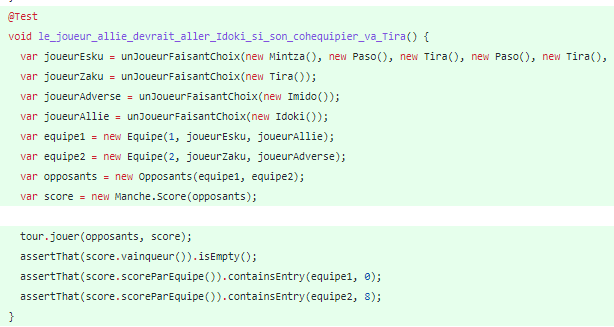 @Test
void le_joueur_allie_devrait_aller_Idoki_si_son_cohequipier_va_Tira() {
var joueurEsku = unJoueurFaisantChoix(new Mintza(), new Paso(), new Tira(), new Paso(), new Tira(),
var joueurZaku = unJoueurFaisantChoix(new Tira());
var joueurAdverse = unJoueurFaisantChoix(new Imido());
var joueurAllie = unJoueurFaisantChoix(new Idoki());
var equipe1 = new Equipe(1, joueurEsku, joueurAllie);
var equipe2 = new Equipe(2, joueurZaku, joueurAdverse);
var opposants = new Opposants(equipe1, equipe2);
var score = new Manche.Score(opposants);
tour.jouer(opposants, score);
assertThat(score.vainqueur()).isEmpty();
assertThat(score.scoreParEquipe()).containsEntry(equipe1, 0);
assertThat(score.scoreParEquipe()).containsEntry(equipe2, 8);
}